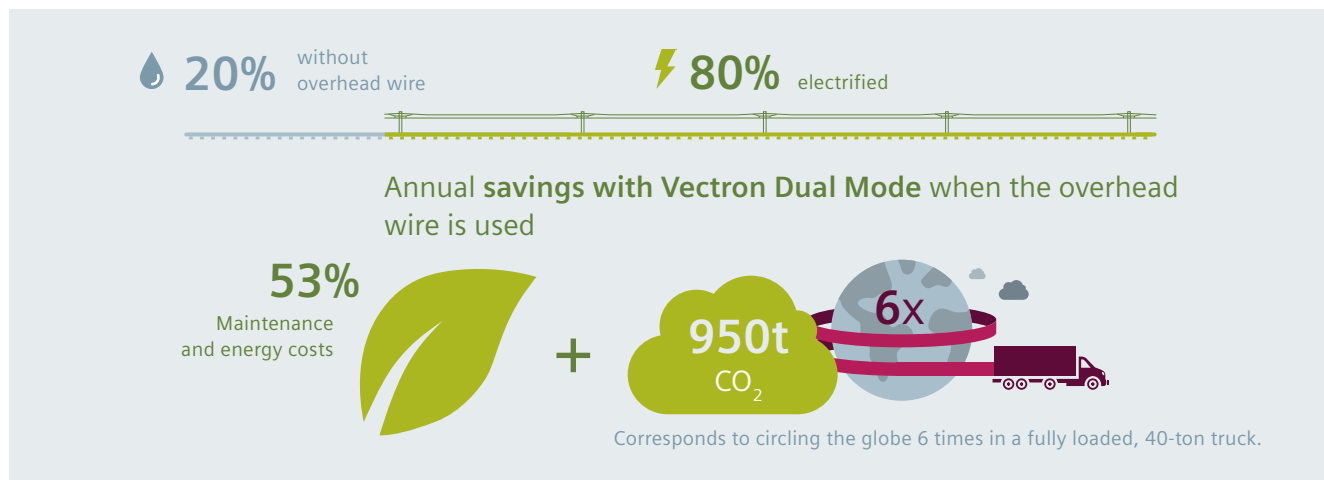 20%
without
overhead wire
80%
electrified
Annual savings with Vectron Dual Mode when the overhead
wire is used
53%
Maintenance
and energy costs
+
950t
CO₂
6x
Corresponds to circling the globe 6 times in a fully loaded, 40-ton truck.